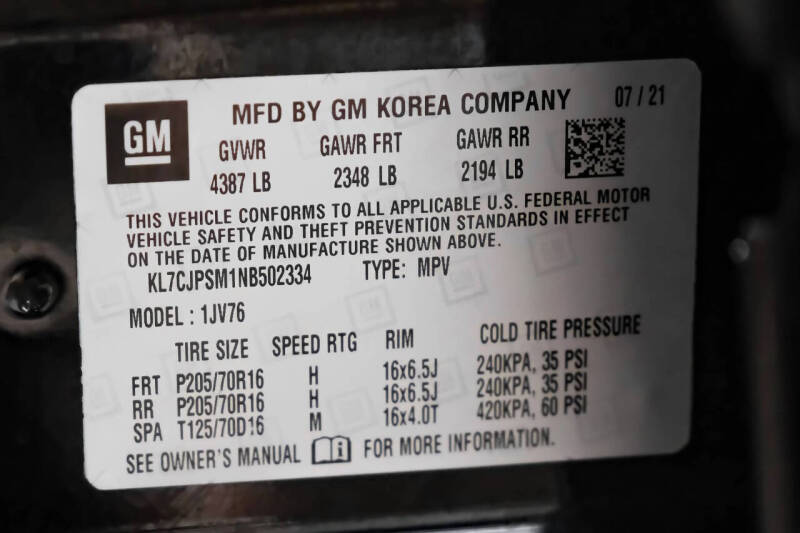 GM
MFD BY GM KOREA COMPANY 07 / 21
GVWR GAWR FRT GAWR RR
4387 LB 2348 LB 2194 LB
THIS VEHICLE CONFORMS TO ALL APPLICABLE U.S. FEDERAL MOTOR
VEHICLE SAFETY AND THEFT PREVENTION STANDARDS IN EFFECT
ON THE DATE OF MANUFACTURE SHOWN ABOVE.
KL7CJPSM1NB502334 TYPE: MPV
MODEL : 1JV76
TIRE SIZE SPEED RTG RIM COLD TIRE PRESSURE
FRT P205/70R16 H 16x6.5J 240KPA, 35 PSI
RR P205/70R16 H 16x6.5J 240KPA, 35 PSI
SPA T125/70D16 M 16x4.0T 420KPA, 60 PSI
SEE OWNER'S MANUAL FOR MORE INFORMATION.